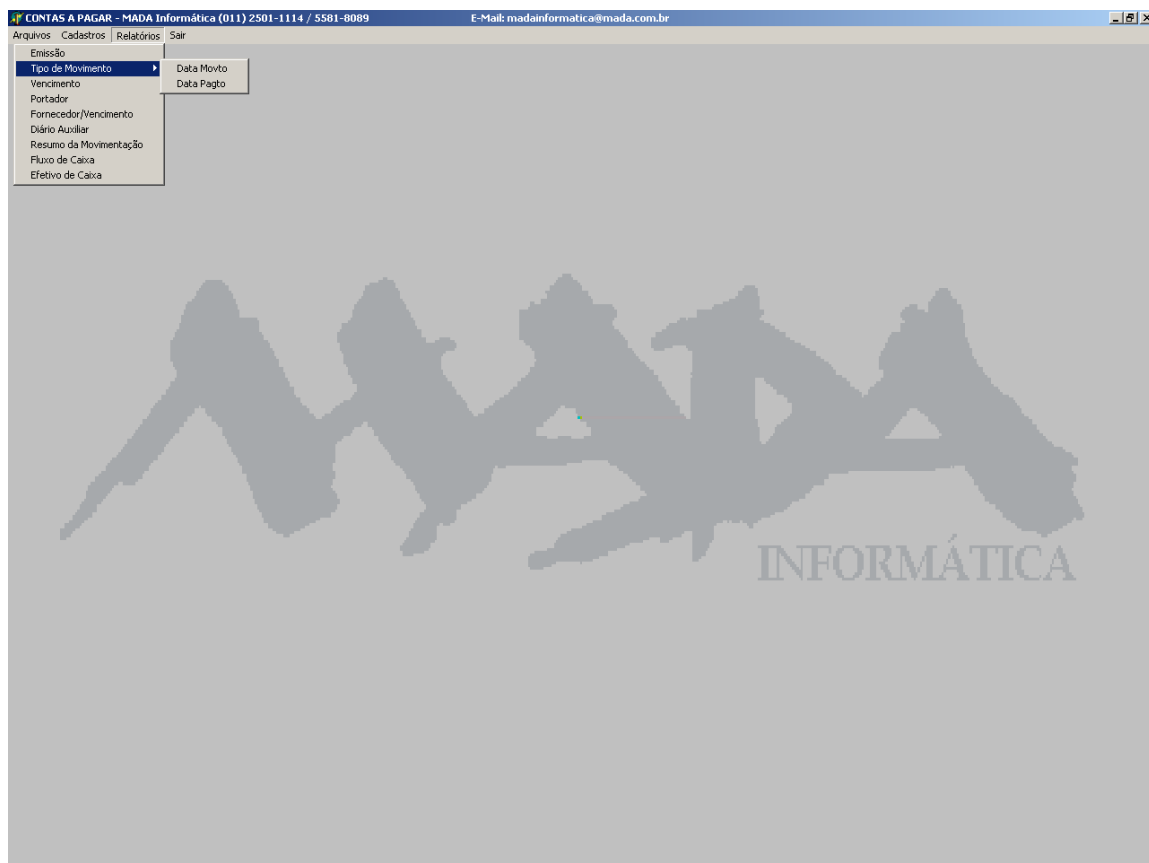 CONTAS A PAGAR - MADA Informática (011) 2501-1114 / 5581-8089 E-Mail: madainformatica@mada.com.br
Arquivos Cadastros Relatórios Sair
Emissão
Tipo de Movimento
Data Movto
Data Pagto
Vencimento
Portador
Fornecedor/Vencimento
Diário Auxiliar
Resumo da Movimentação
Fluxo de Caixa
Efetivo de Caixa
MADA
INFORMÁTICA